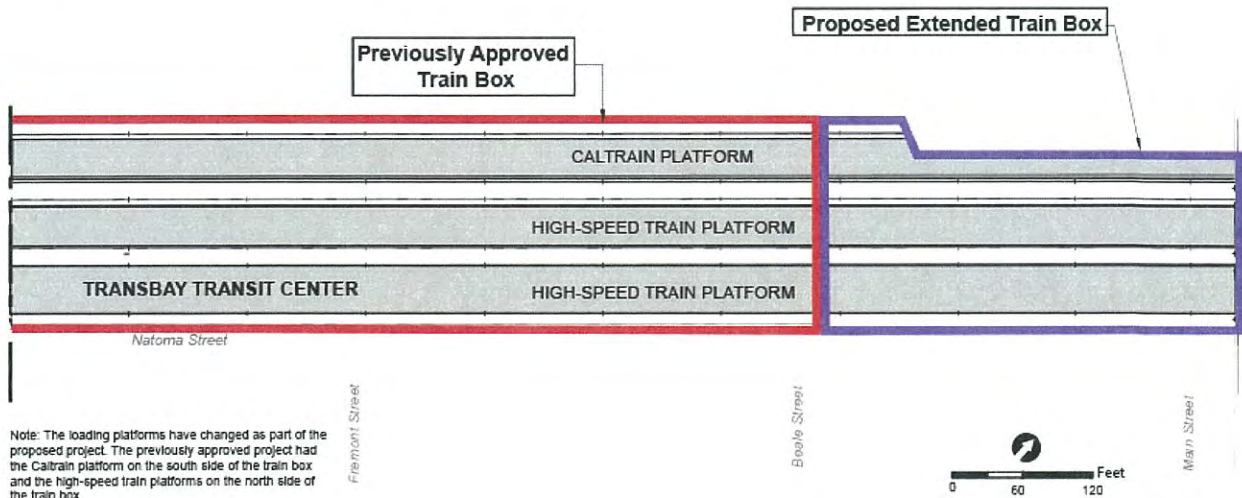 Previously Approved
Train Box
Proposed Extended Train Box
CALTRAIN PLATFORM
HIGH-SPEED TRAIN PLATFORM
TRANSBAY TRANSIT CENTER
HIGH-SPEED TRAIN PLATFORM
Natoma Street
Fremont Street
Beale Street
Main Street
Note: The loading platforms have changed as part of the
proposed project. The previously approved project had
the Caltrain platform on the south side of the train box
and the high-speed train platforms on the north side of
the train box
Feet
0 60 120